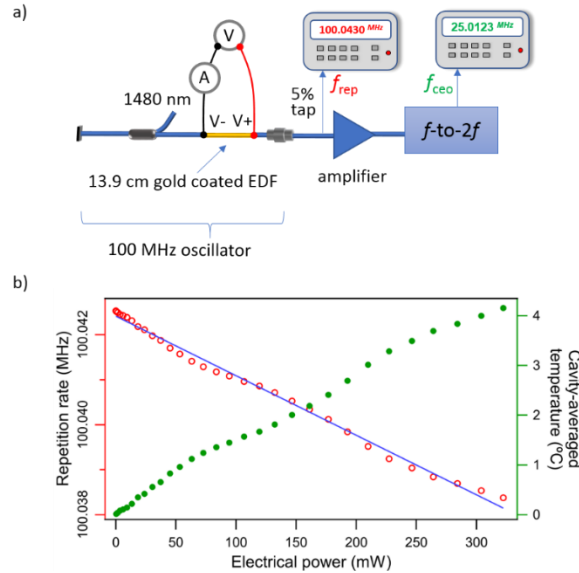 a)
V
100.0430 MHz
25.0123 MHz
A
1480 nm
V- V+
5%
tap
frep
fceo
f-to-2f
13.9 cm gold coated EDF
amplifier
100 MHz oscillator
b)
Repetition rate (MHz)
100.042
100.040
100.038
4
3
2
1
0
Cavity-averaged
temperature (ºC)
0 50 100 150 200 250 300
Electrical power (mW)